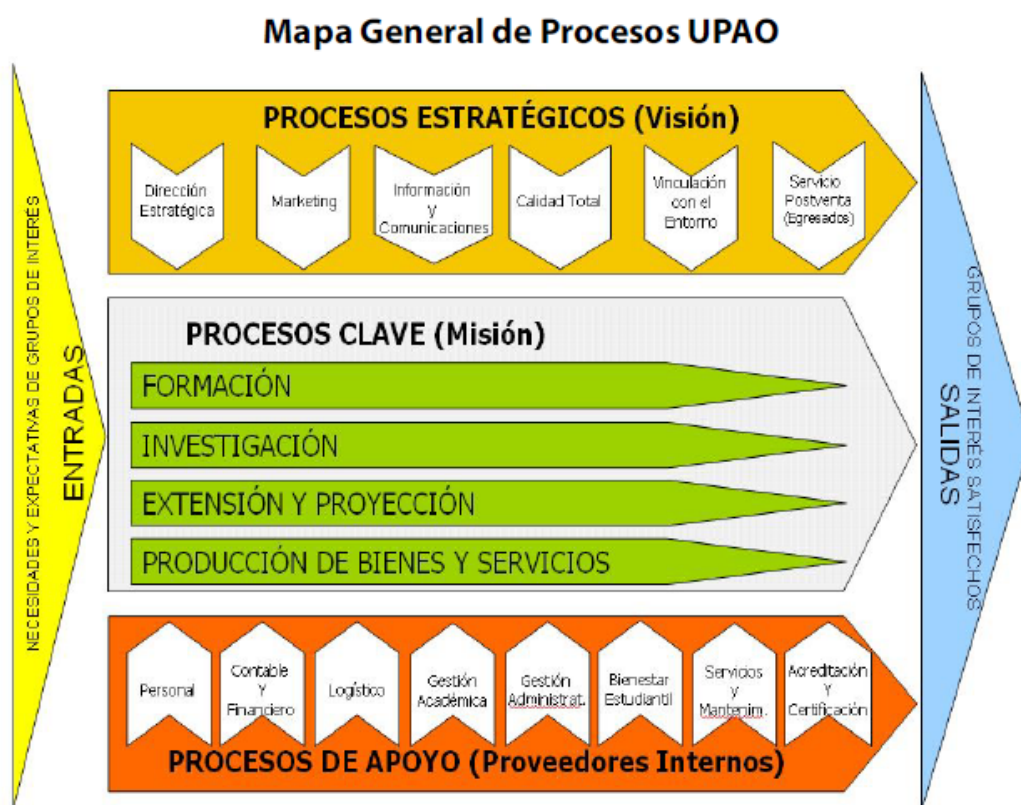 Mapa General de Procesos UPAO
NECESIDADES Y EXPECTATIVAS DE GRUPOS DE INTERÉS
ENTRADAS
PROCESOS ESTRATÉGICOS (Visión)
Dirección
Estratégica
Marketing
Información
y
Comunicaciones
Calidad Total
Vinculación
con el
Entorno
Servicio
Postventa
(Egresados)
PROCESOS CLAVE (Misión)
FORMACIÓN
INVESTIGACIÓN
EXTENSIÓN Y PROYECCIÓN
PRODUCCIÓN DE BIENES Y SERVICIOS
Personal
Contable
Y
Financiero
Logístico
Gestión
Académica
Gestión
Administrat.
Bienestar
Estudiantil
Servicios
y
Mantenim.
Acreditación
Y
Certificación
PROCESOS DE APOYO (Proveedores Internos)
GRUPOS DE INTERÉS SATISFECHOS
SALIDAS